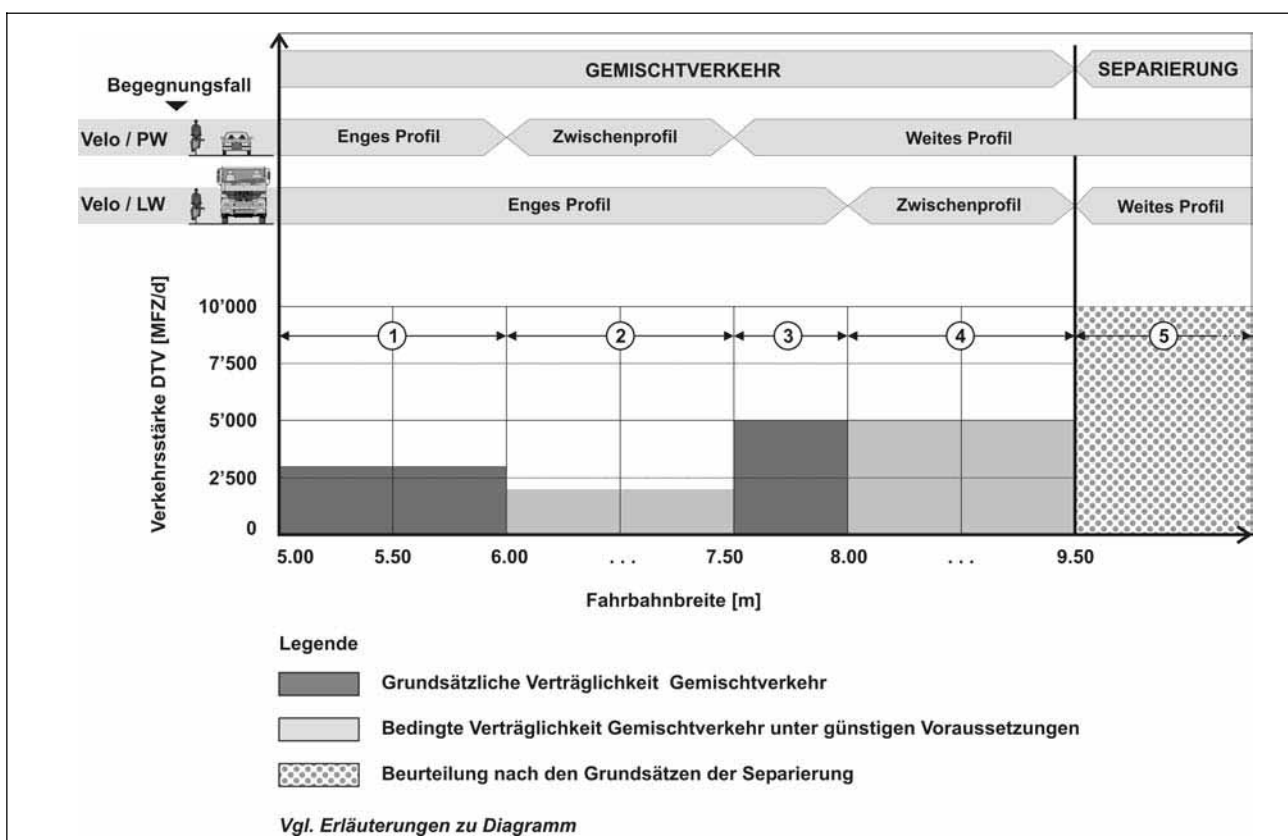 GEMISCHTVERKEHR SEPARIERUNG
Begegnungsfall
Velo / PW Enges Profil Zwischenprofil Weites Profil
Velo / LW Enges Profil Zwischenprofil Weites Profil
Verkehrsstärke DTV [MFZ/d]
10’000
1 2 3 4 5
7’500
5’000
2’500
0
5.00 5.50 6.00 . . . 7.50 8.00 . . . 9.50
Fahrbahnbreite [m]
Legende
Grundsätzliche Verträglichkeit Gemischtverkehr
Bedingte Verträglichkeit Gemischtverkehr unter günstigen Voraussetzungen
Beurteilung nach den Grundsätzen der Separierung
Vgl. Erläuterungen zu Diagramm